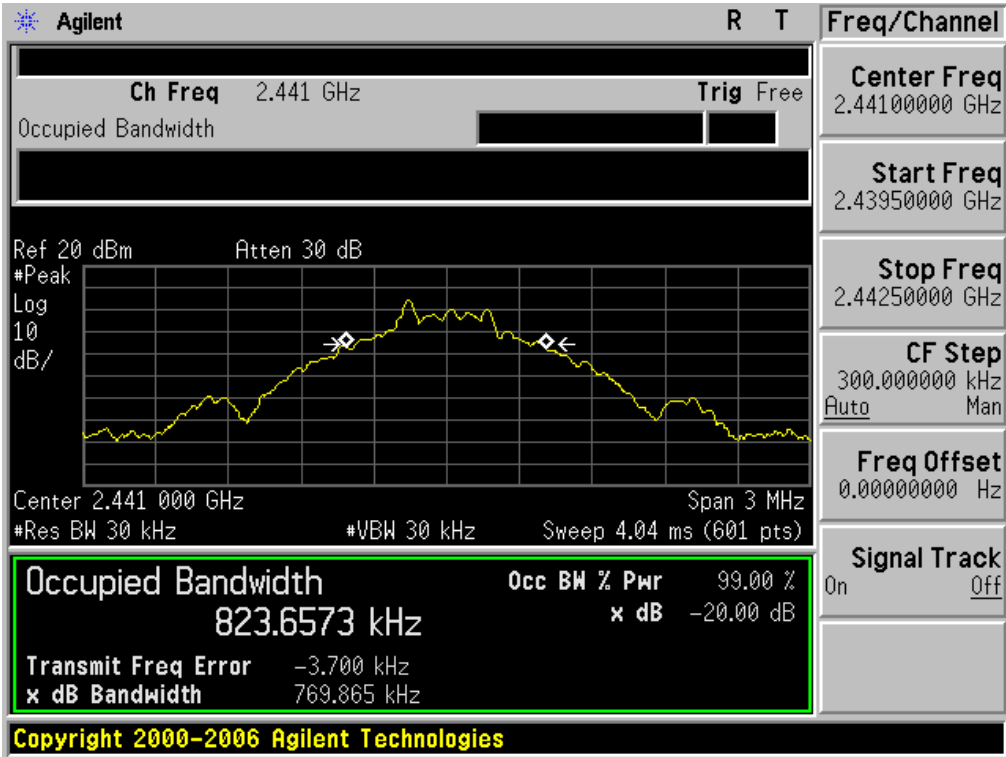 Agilent R T Freq/Channel
Ch Freq 2.441 GHz Trig Free
Occupied Bandwidth
Center Freq
2.44100000 GHz
Start Freq
2.43950000 GHz
Ref 20 dBm Atten 30 dB
#Peak
Log
10
dB/
Stop Freq
2.44250000 GHz
CF Step
300.000000 kHz
Auto Man
Freq Offset
0.00000000 Hz
Center 2.441 000 GHz Span 3 MHz
#Res BW 30 kHz #VBW 30 kHz Sweep 4.04 ms (601 pts)
Signal Track
On Off
Occupied Bandwidth Occ BW % Pwr 99.00 %
823.6573 kHz x dB -20.00 dB
Transmit Freq Error -3.700 kHz
x dB Bandwidth 769.865 kHz
Copyright 2000-2006 Agilent Technologies